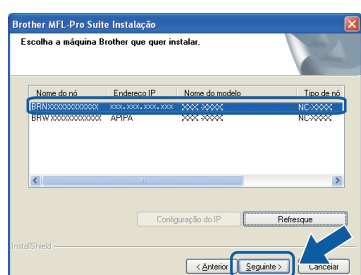 Brother MFL-Pro Suite Instalação
Escolha a máquina Brother que quer instalar.
Nome do nó Endereco IP Nome do modelo Tipo de nó
BRNXXXXXXXXXXXX xxx.xxx.xxx.xxx XXX-XXXX NC-XXXX
BRWXXXXXXXXXXXX APIPA XXX-XXXX NC-XXXX
Configuração do IP Refresque
InstallShield
< Anterior Seguinte > Cancelar